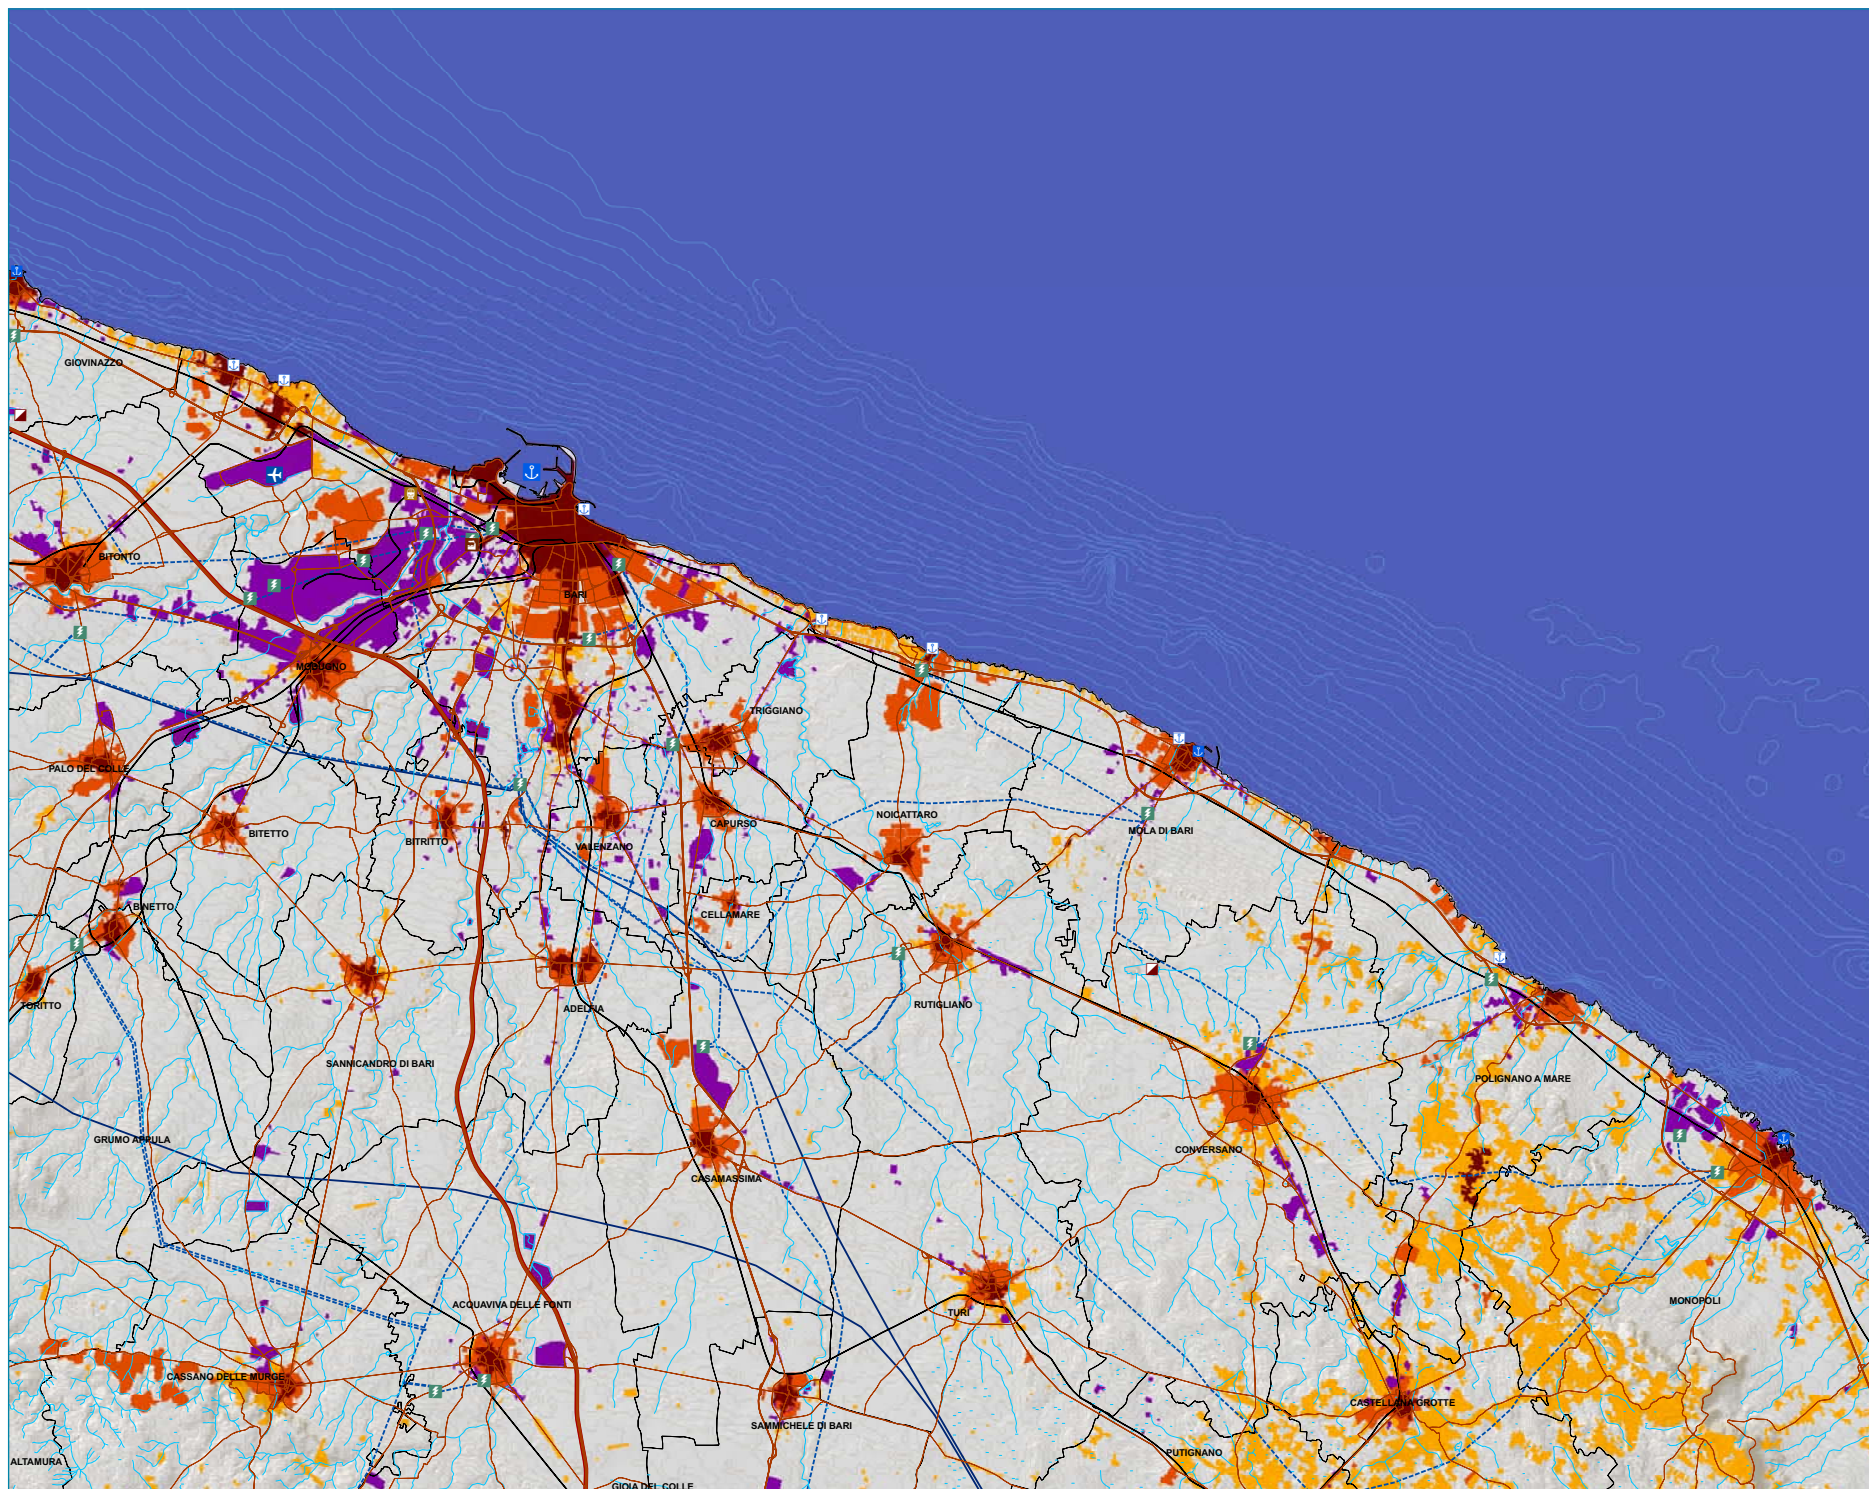 GIOVINAZZO
BITONTO
BARI
MODUGNO
TRIGGIANO
PALO DEL COLLE
BITETTO
BITRITTO
VALENZANO
CAPURSO
NOICATTARO
MOLA DI BARI
BINETTO
CELLAMARE
TORITTO
ADELFIA
RUTIGLIANO
SANNICANDRO DI BARI
POLIGNANO A MARE
GRUMO APPULA
CONVERSANO
CASAMASSIMA
ACQUAVIVA DELLE FONTI
TURI
MONOPOLI
CASSANO DELLE MURGE
CASTELLANA GROTTE
SAMMICHELE DI BARI
PUTIGNANO
ALTAMURA
GIOIA DEL COLLE